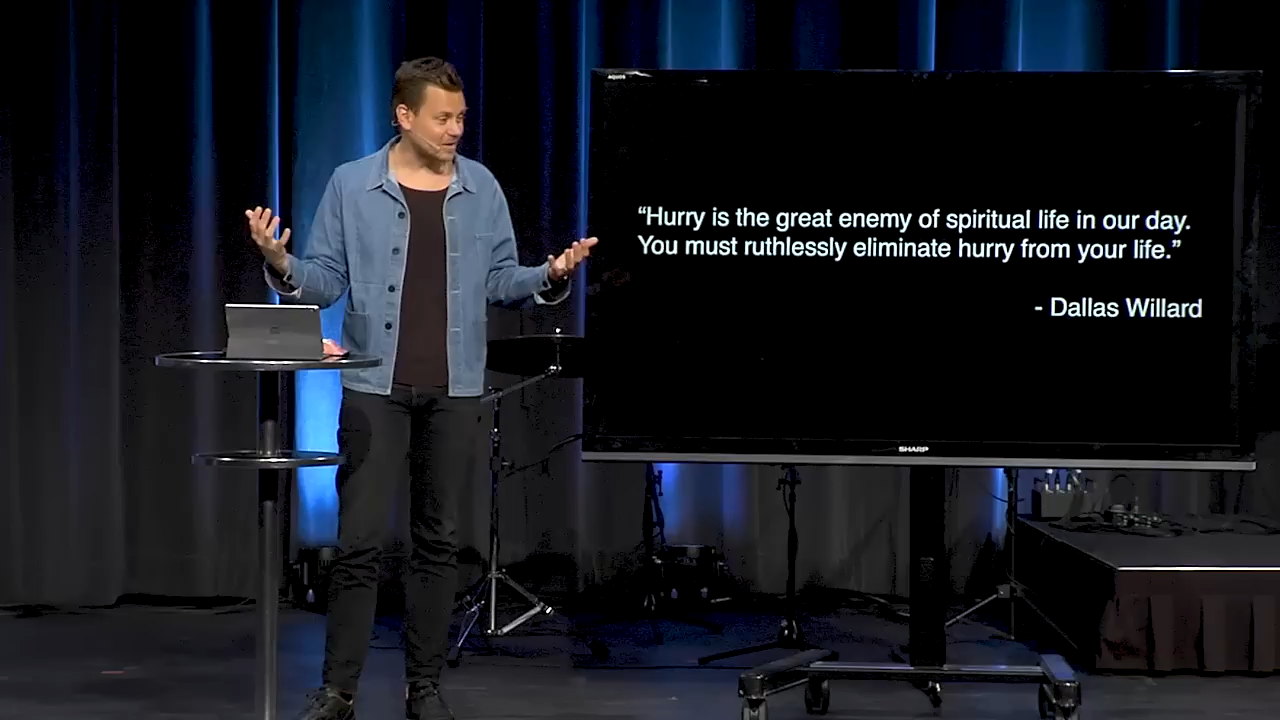 AQUOS
“Hurry is the great enemy of spiritual life in our day.
You must ruthlessly eliminate hurry from your life.”
- Dallas Willard
SHARP